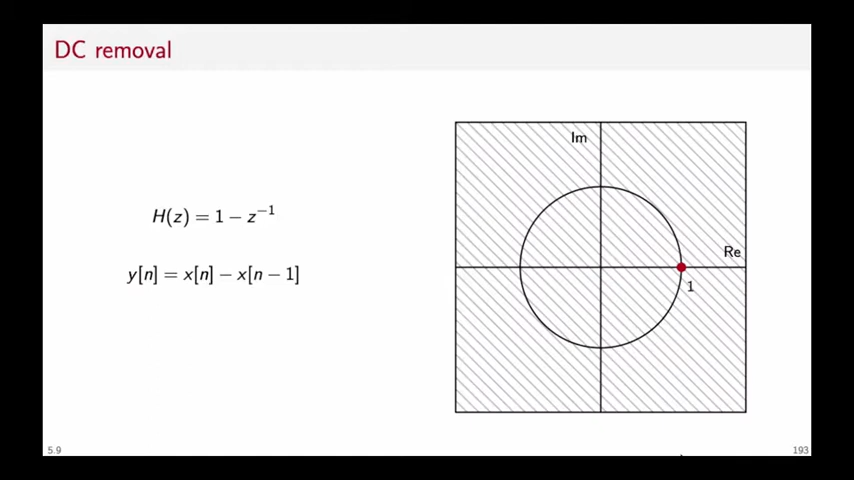 DC removal
H(z) = 1 − z⁻¹
y[n] = x[n] − x[n − 1]
Im
Re
1
5.9
193